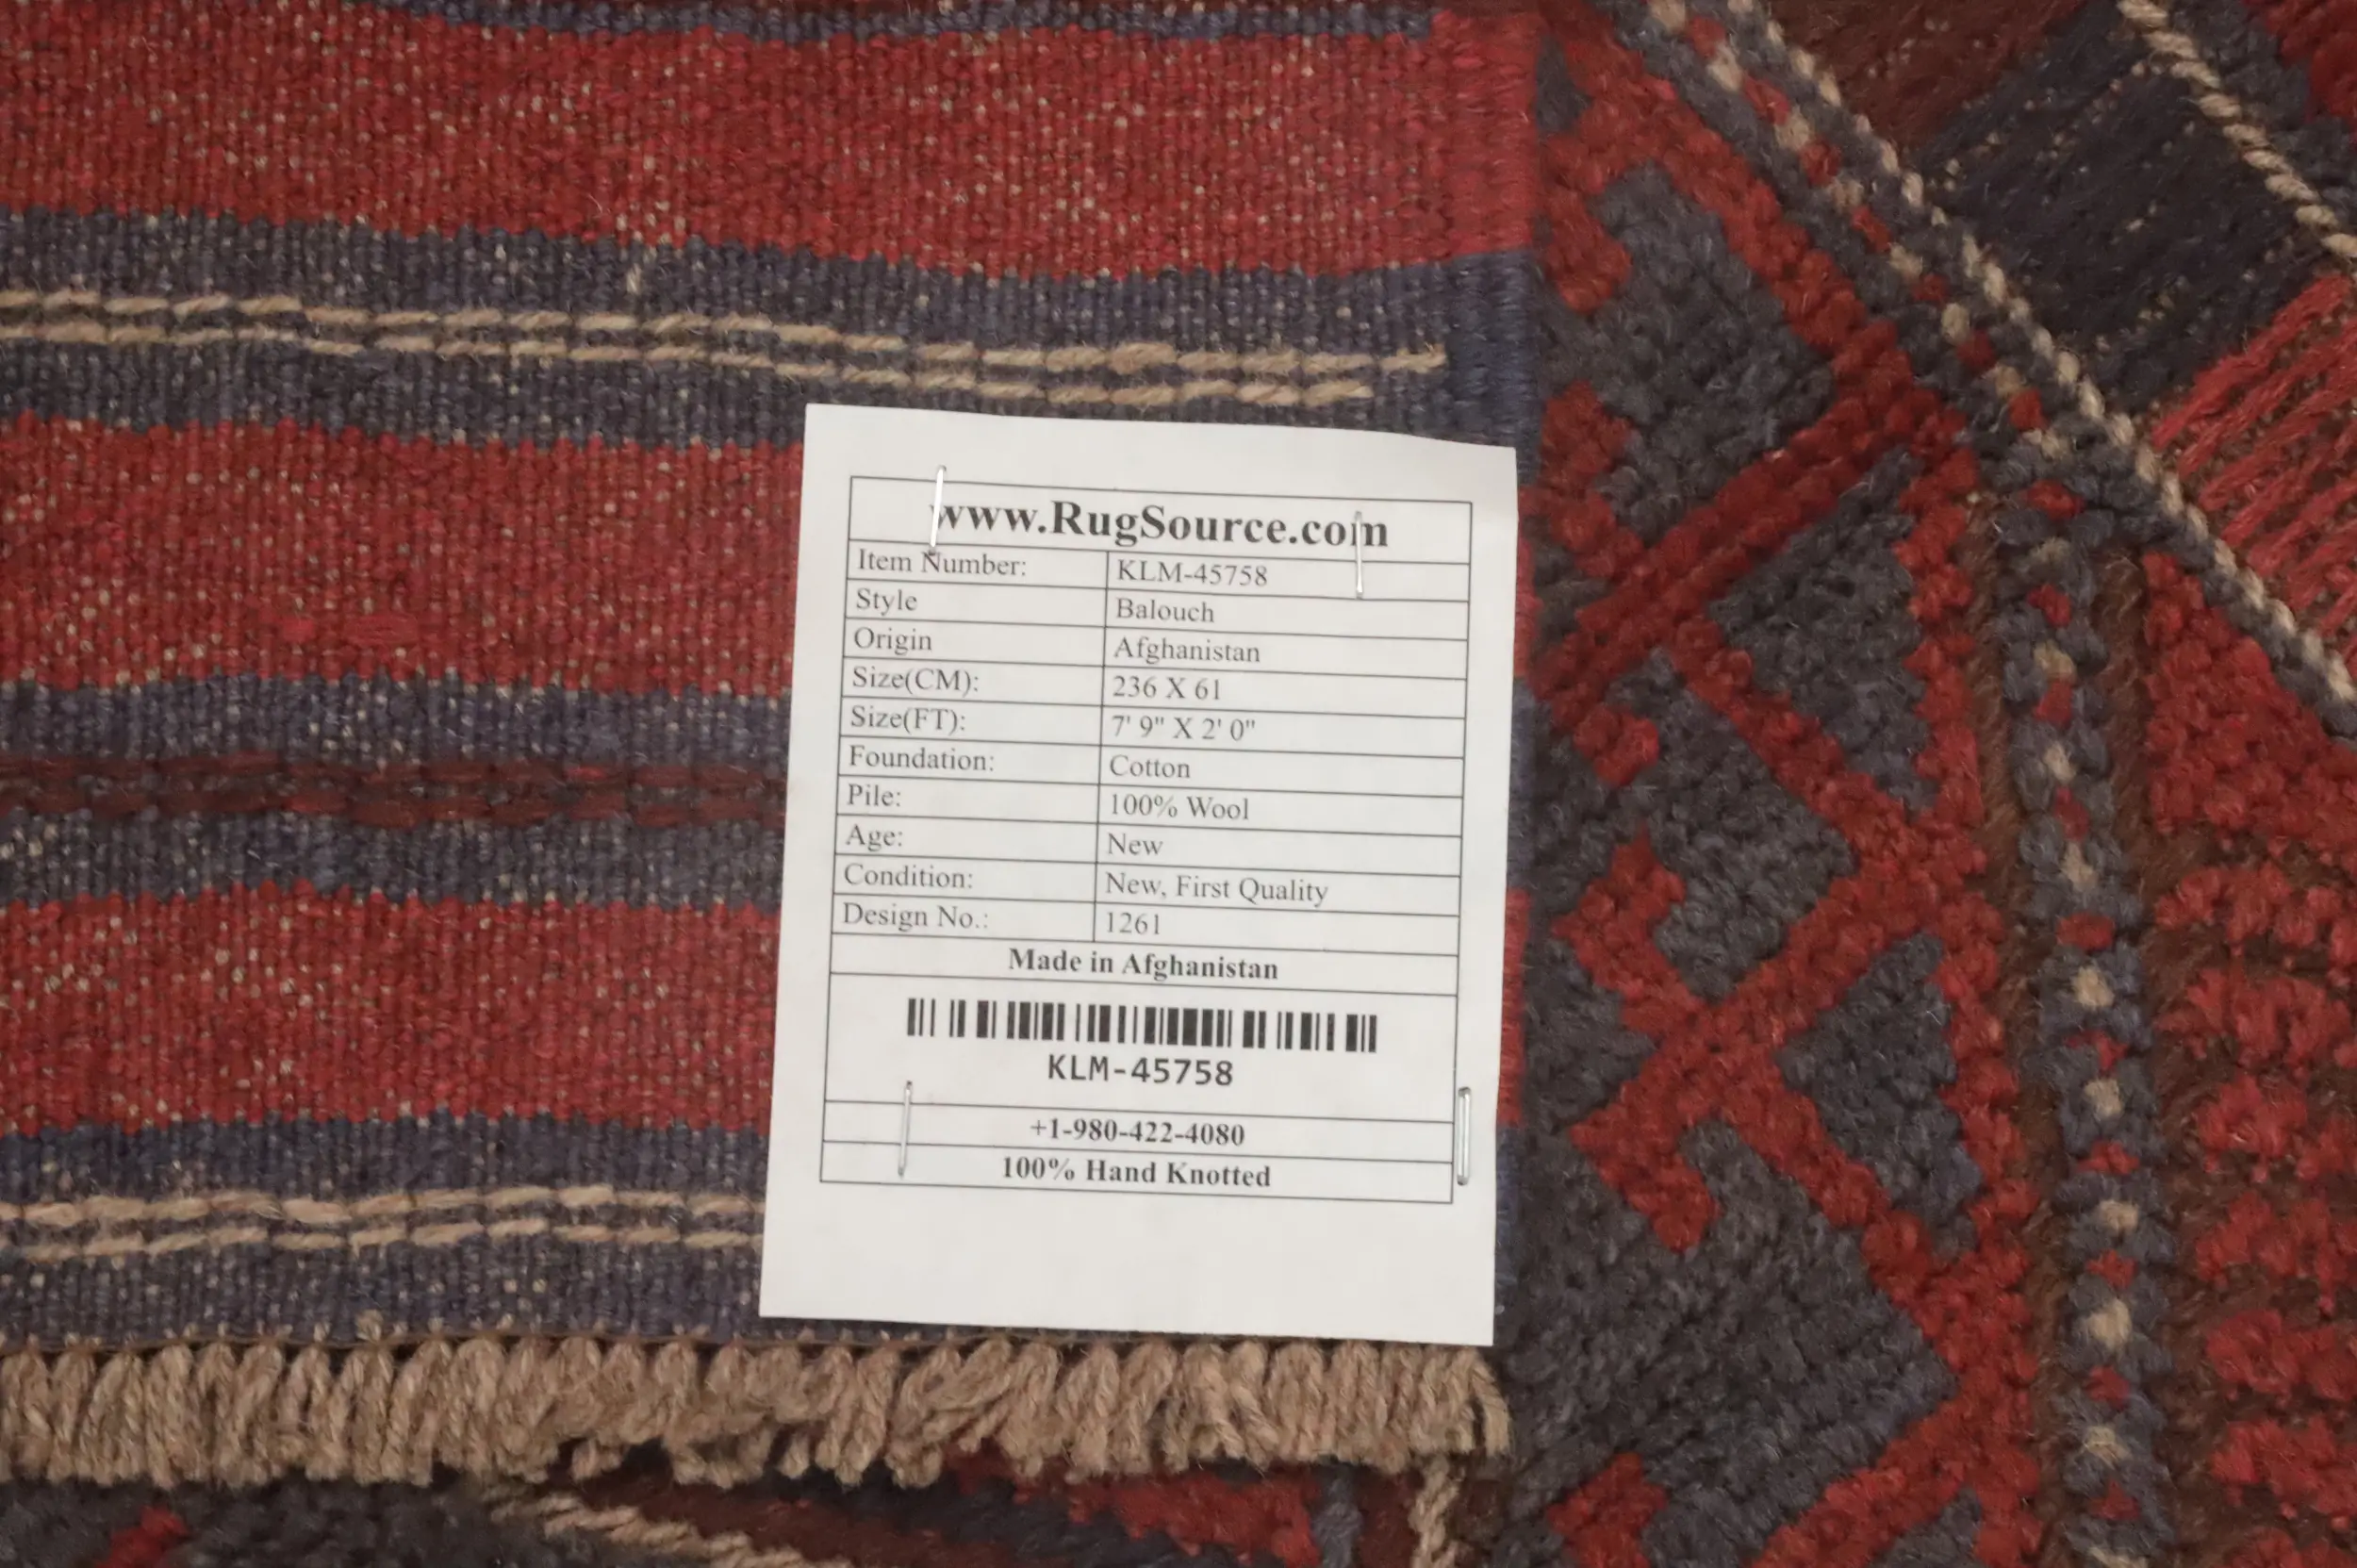 www.RugSource.com
Item Number: KLM-45758
Style Balouch
Origin Afghanistan
Size(CM): 236 X 61
Size(FT): 7' 9" X 2' 0"
Foundation: Cotton
Pile: 100% Wool
Age: New
Condition: New, First Quality
Design No.: 1261
Made in Afghanistan
KLM-45758
+1-980-422-4080
100% Hand Knotted